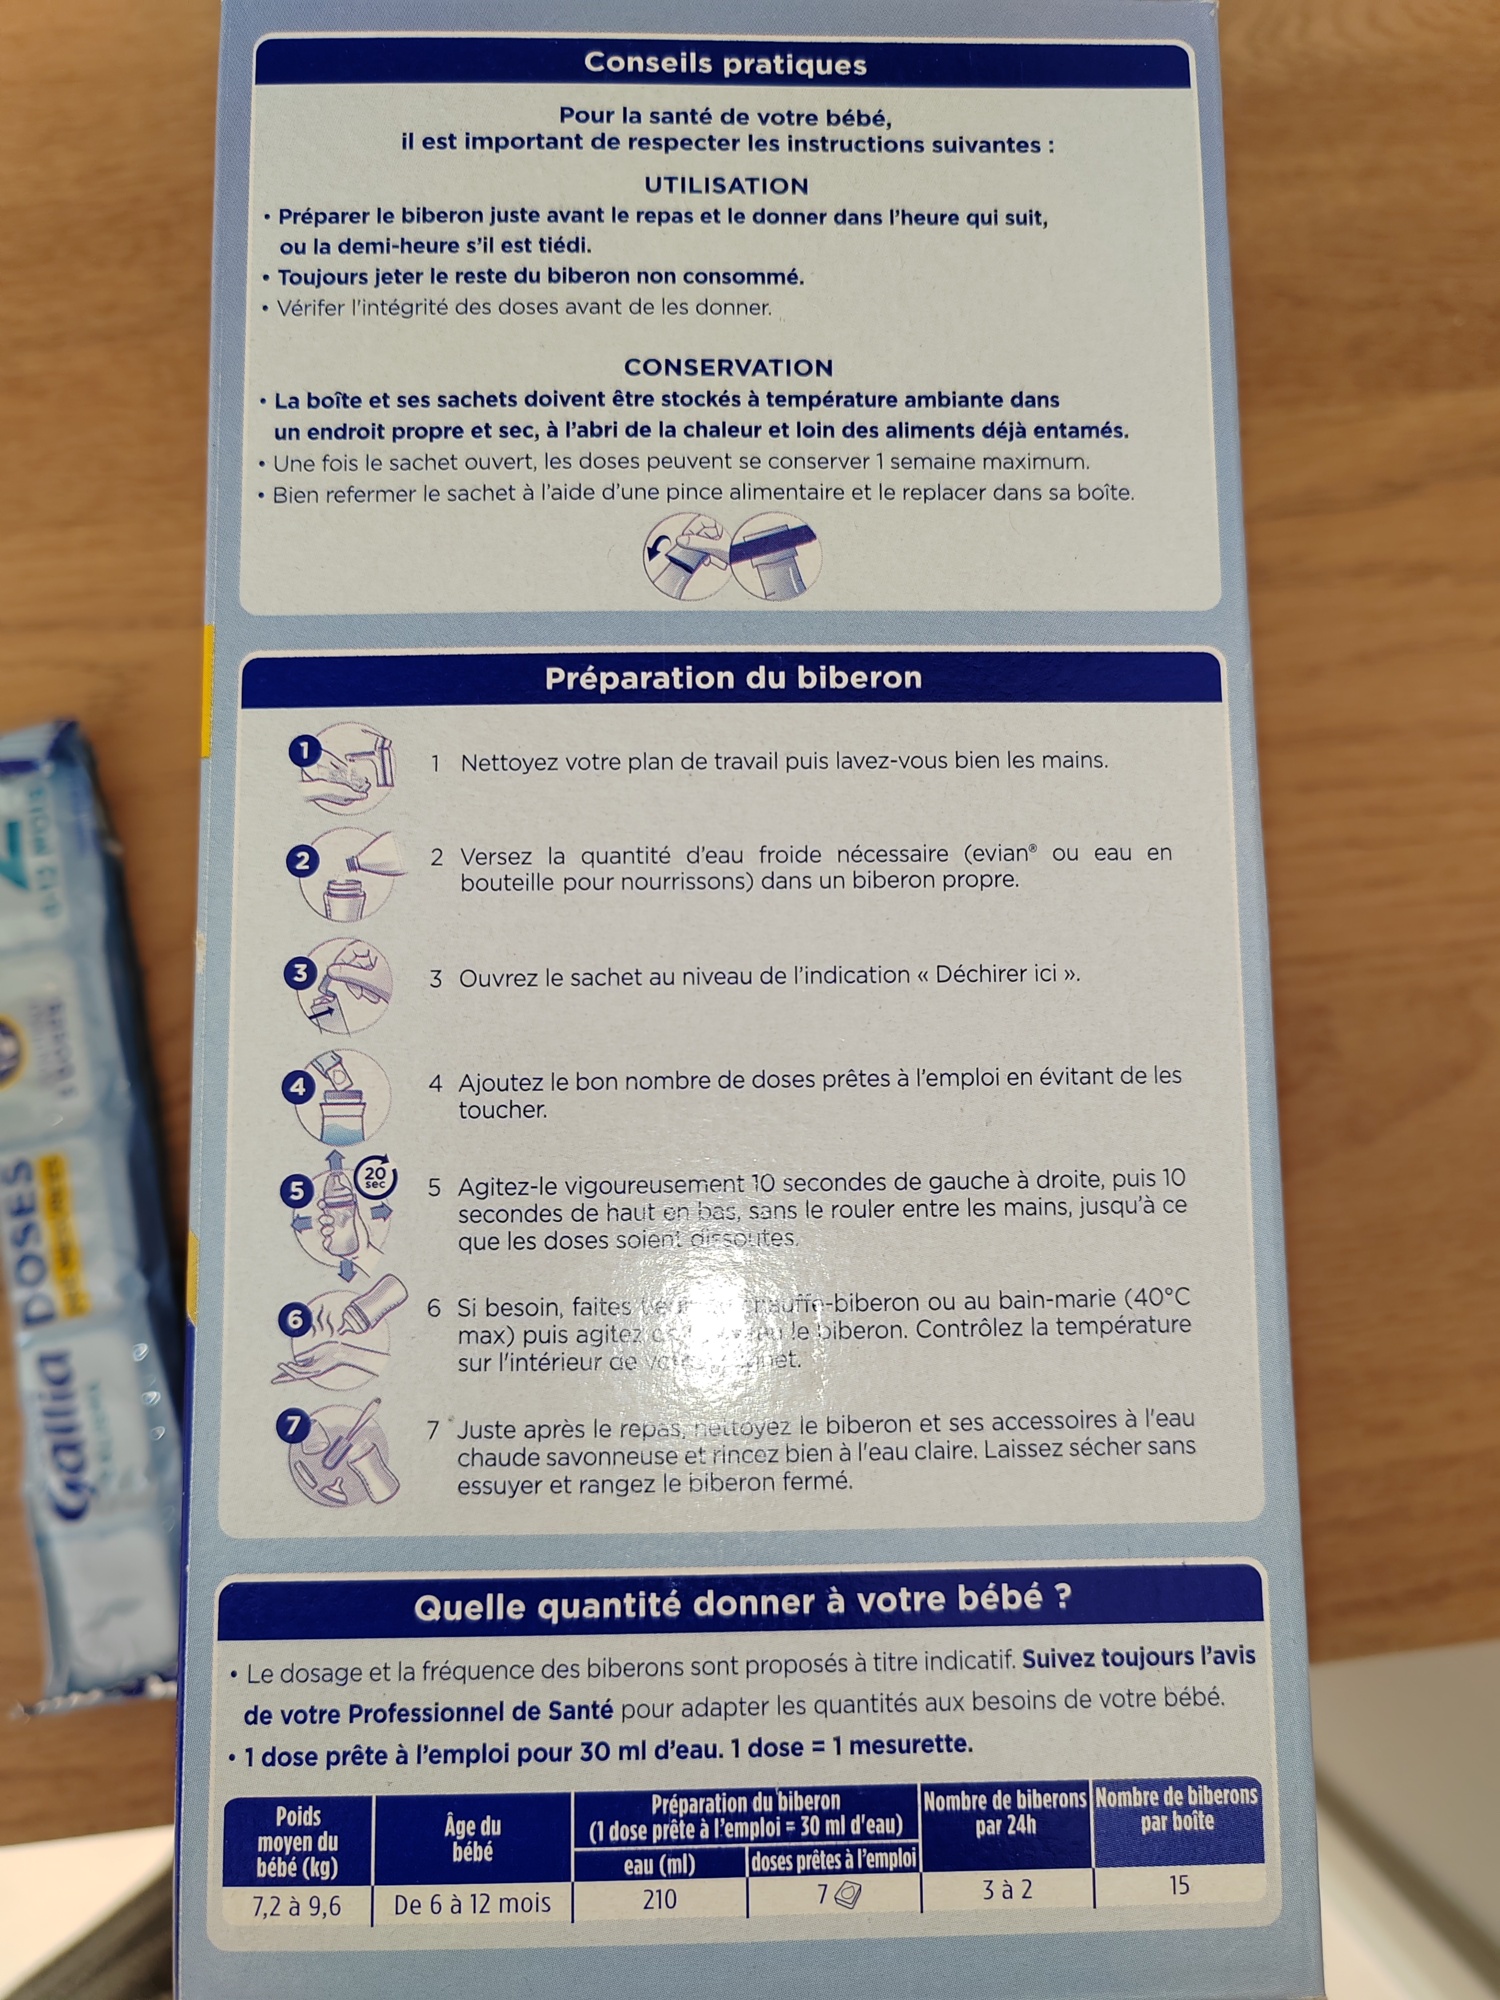 Conseils pratiques
Pour la santé de votre bébé,
il est important de respecter les instructions suivantes :
UTILISATION
• Préparer le biberon juste avant le repas et le donner dans l'heure qui suit,
ou la demi-heure s'il est tiédi.
• Toujours jeter le reste du biberon non consommé.
• Vérifer l'intégrité des doses avant de les donner.
CONSERVATION
• La boîte et ses sachets doivent être stockés à température ambiante dans
un endroit propre et sec, à l'abri de la chaleur et loin des aliments déjà entamés.
• Une fois le sachet ouvert, les doses peuvent se conserver 1 semaine maximum.
• Bien refermer le sachet à l'aide d'une pince alimentaire et le replacer dans sa boîte.
Préparation du biberon
1
1 Nettoyez votre plan de travail puis lavez-vous bien les mains.
2
2 Versez la quantité d'eau froide nécessaire (evian® ou eau en
bouteille pour nourrissons) dans un biberon propre.
3
3 Ouvrez le sachet au niveau de l'indication « Déchirer ici ».
4
4 Ajoutez le bon nombre de doses prêtes à l'emploi en évitant de les
toucher.
5
20 sec
5 Agitez-le vigoureusement 10 secondes de gauche à droite, puis 10
secondes de haut en bas, sans le rouler entre les mains, jusqu'à ce
que les doses soient dissoutes.
6
6 Si besoin, faites chauffe-biberon ou au bain-marie (40°C
max) puis agitez le biberon. Contrôlez la température
sur l'intérieur de
7
7 Juste après le repas, nettoyez le biberon et ses accessoires à l'eau
chaude savonneuse et rincez bien à l'eau claire. Laissez sécher sans
essuyer et rangez le biberon fermé.
Quelle quantité donner à votre bébé ?
• Le dosage et la fréquence des biberons sont proposés à titre indicatif. Suivez toujours l'avis
de votre Professionnel de Santé pour adapter les quantités aux besoins de votre bébé.
• 1 dose prête à l'emploi pour 30 ml d'eau. 1 dose = 1 mesurette.
Poids moyen du bébé (kg)
Âge du bébé
Préparation du biberon
(1 dose prête à l'emploi = 30 ml d'eau)
eau (ml) doses prêtes à l'emploi
Nombre de biberons par 24h
Nombre de biberons par boîte
7,2 à 9,6 De 6 à 12 mois 210 7 3 à 2 15
Gallia DOSES